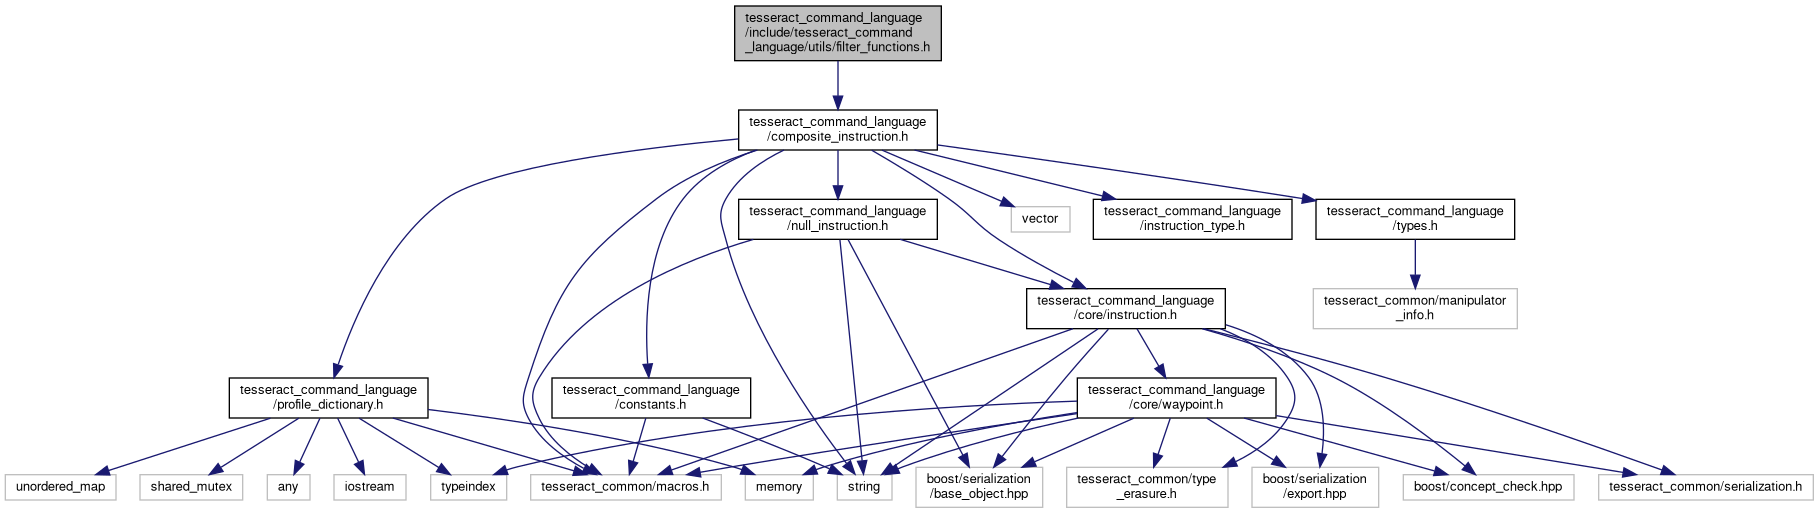 tesseract_command_language
/include/tesseract_command
_language/utils/filter_functions.h
tesseract_command_language
/composite_instruction.h
tesseract_command_language
/null_instruction.h
vector
tesseract_command_language
/instruction_type.h
tesseract_command_language
/types.h
tesseract_command_language
/core/instruction.h
tesseract_common/manipulator
_info.h
tesseract_command_language
/profile_dictionary.h
tesseract_command_language
/constants.h
tesseract_command_language
/core/waypoint.h
unordered_map
shared_mutex
any
iostream
typeindex
tesseract_common/macros.h
memory
string
boost/serialization
/base_object.hpp
tesseract_common/type
_erasure.h
boost/serialization
/export.hpp
boost/concept_check.hpp
tesseract_common/serialization.h